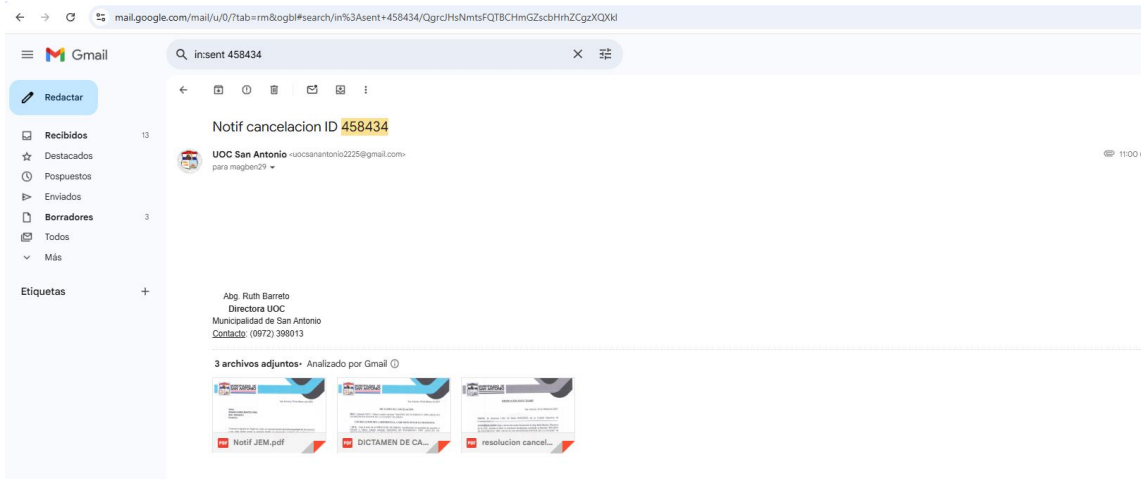 mail.google.com/mail/u/0/?tab=rm&ogbl#search/in%3Asent+458434/QgrcJHsNmtsFQTBCHmGZscbHrhZCgzXQXkl
Gmail
in:sent 458434
Redactar
Recibidos 13
Destacados
Pospuestos
Enviados
Borradores 3
Todos
Más
Etiquetas
Notif cancelacion ID 458434
UOC San Antonio <uocsanantonio2225@gmail.com>
11:00
para magben29
Abg. Ruth Barreto
Directora UOC
Municipalidad de San Antonio
Contacto: (0972) 398013
3 archivos adjuntos• Analizado por Gmail
PDF Notif JEM.pdf
PDF DICTAMEN DE CA...
PDF resolucion cancel...